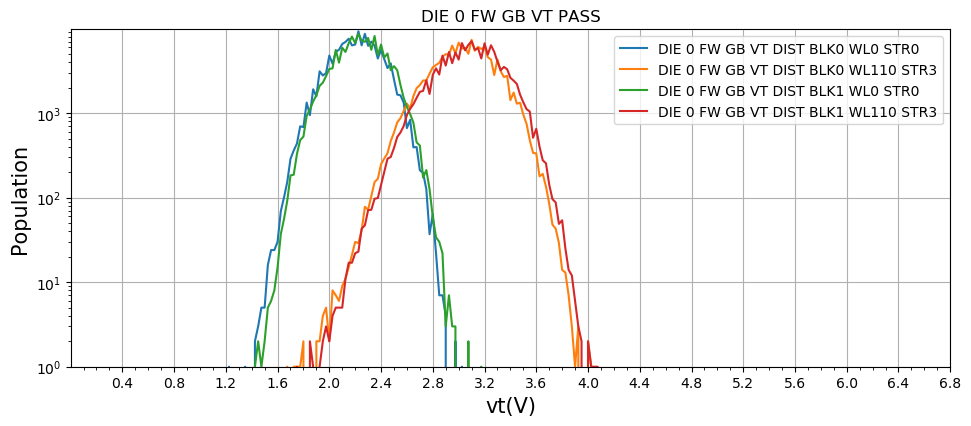 DIE 0 FW GB VT PASS
DIE 0 FW GB VT DIST BLK0 WL0 STR0
DIE 0 FW GB VT DIST BLK0 WL110 STR3
DIE 0 FW GB VT DIST BLK1 WL0 STR0
DIE 0 FW GB VT DIST BLK1 WL110 STR3
Population
10³
10²
10¹
10⁰
0.4 0.8 1.2 1.6 2.0 2.4 2.8 3.2 3.6 4.0 4.4 4.8 5.2 5.6 6.0 6.4 6.8
vt(V)